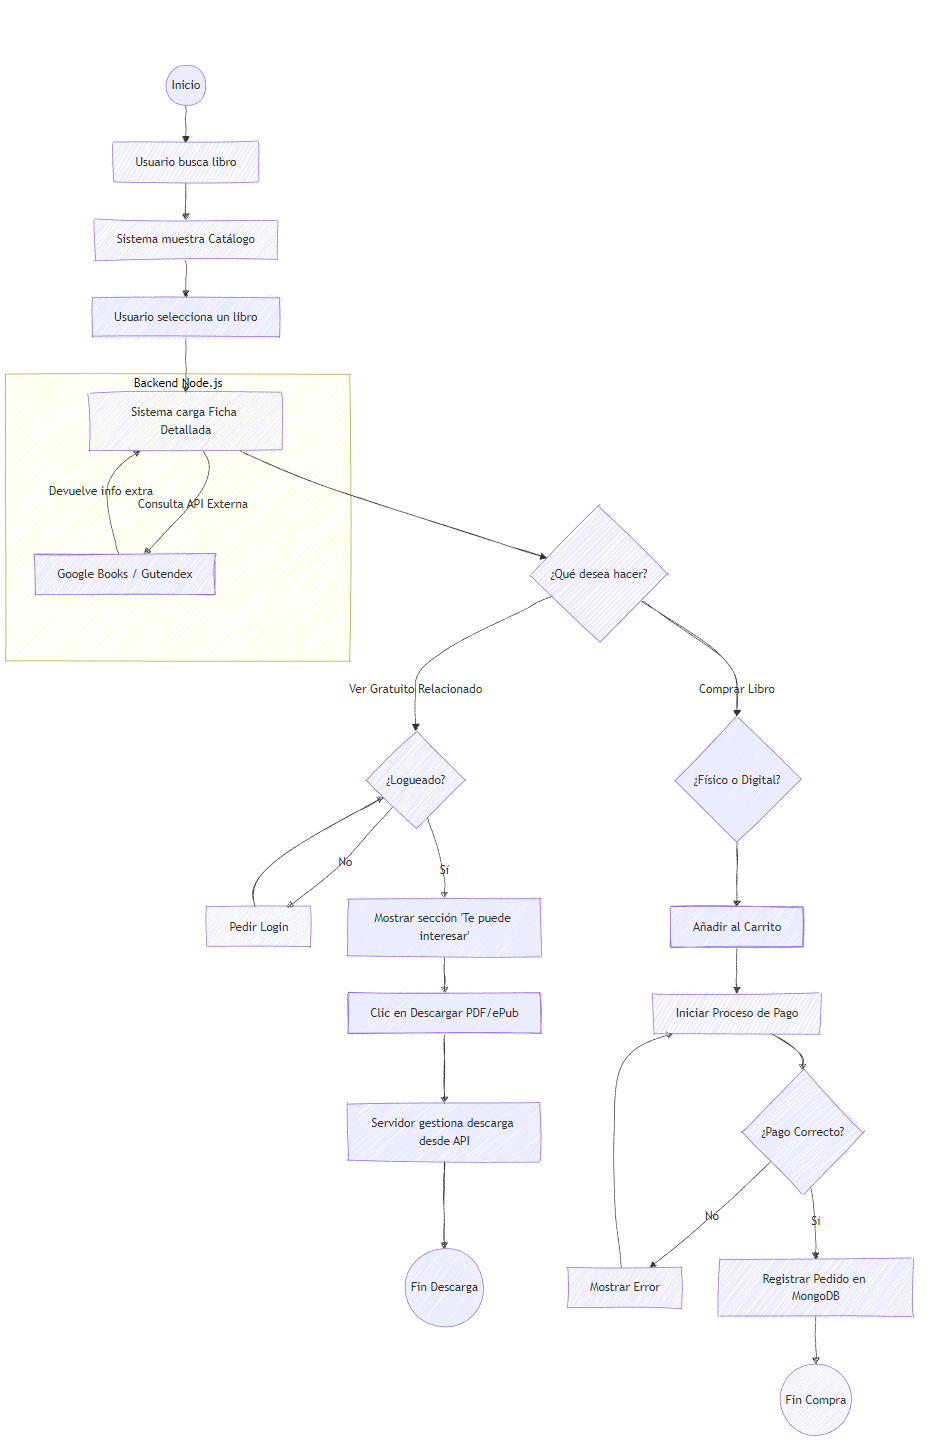 Inicio
Usuario busca libro
Sistema muestra Catálogo
Usuario selecciona un libro
Backend Node.js
Sistema carga Ficha
Detallada
Devuelve info extra
Consulta API Externa
Google Books / Gutendex
¿Qué desea hacer?
Ver Gratuito Relacionado
Comprar Libro
¿Logueado?
¿Físico o Digital?
No
Sí
Pedir Login
Mostrar sección 'Te puede
interesar'
Añadir al Carrito
Clic en Descargar PDF/ePub
Iniciar Proceso de Pago
Servidor gestiona descarga
desde API
¿Pago Correcto?
No
Sí
Fin Descarga
Mostrar Error
Registrar Pedido en
MongoDB
Fin Compra